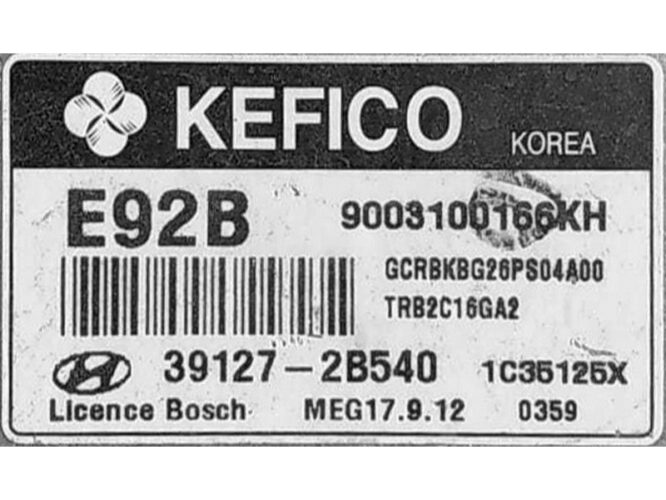 KEFICO KOREA
E92B 9003100166KH
GCRBKBG26PS04A00
TRB2C16GA2
39127-2B540 1C35125X
Licence Bosch MEG17.9.12 0359